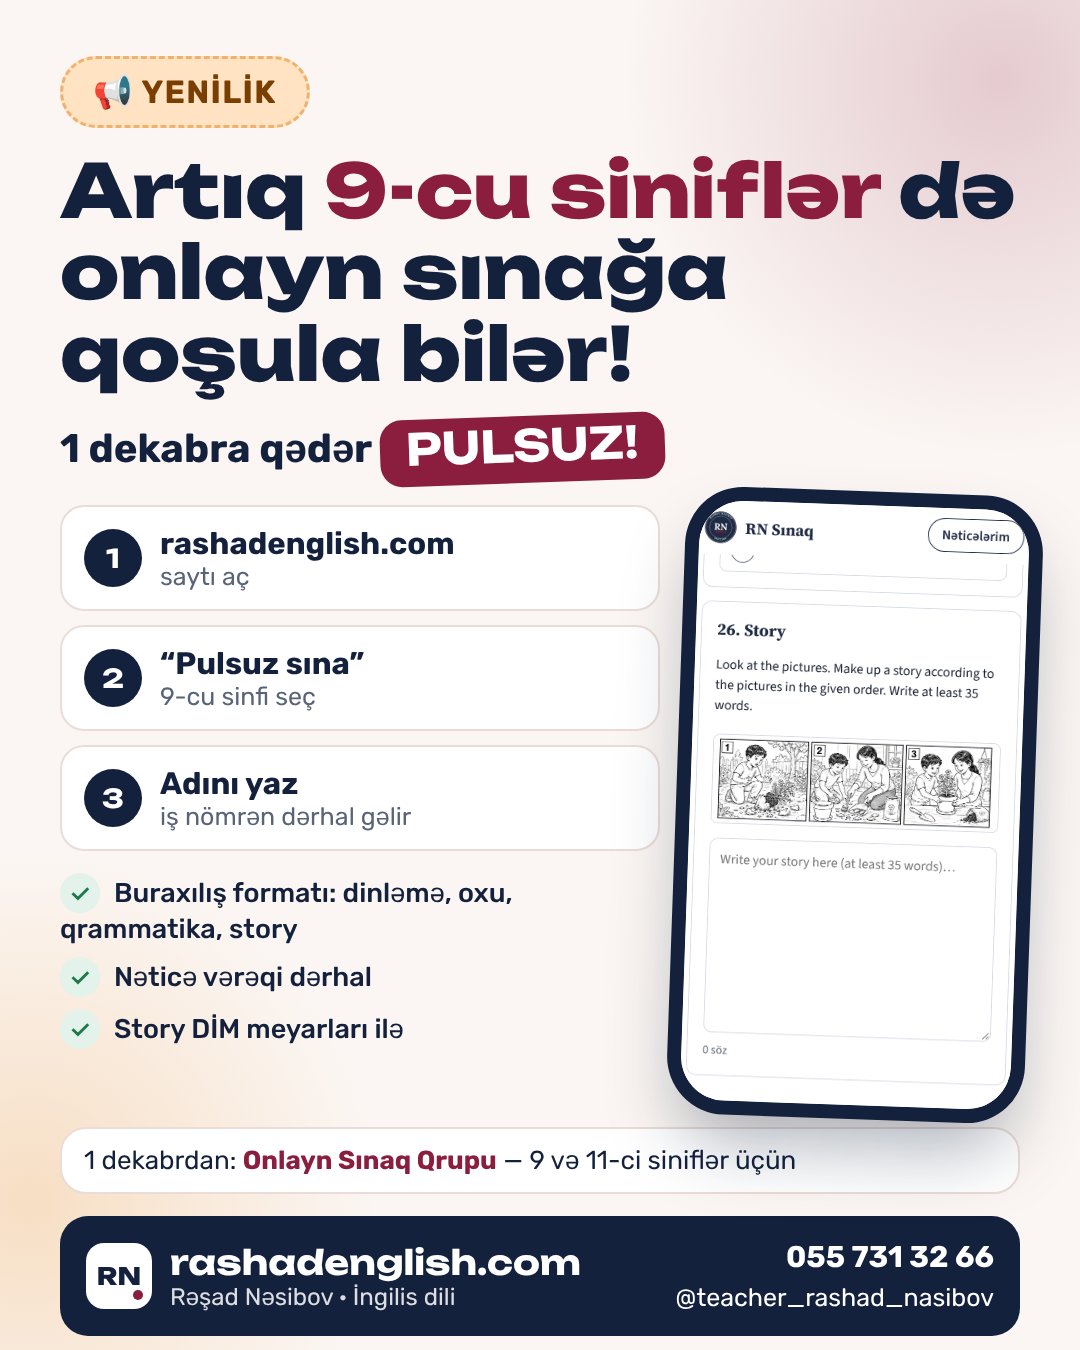 📢 YENİLİK
Artıq 9-cu siniflər də
onlayn sınağa
qoşula bilər!
1 dekabra qədər PULSUZ!
1
rashadenglish.com
saytı aç
2
“Pulsuz sına”
9-cu sinfi seç
3
Adını yaz
iş nömrən dərhal gəlir
Buraxılış formatı: dinləmə, oxu,
qrammatika, story
Nəticə vərəqi dərhal
Story DİM meyarları ilə
RN RN Sınaq Nəticələrim
26. Story
Look at the pictures. Make up a story according to
the pictures in the given order. Write at least 35
words.
1 2 3
Write your story here (at least 35 words)...
0 söz
1 dekabrdan: Onlayn Sınaq Qrupu — 9 və 11-ci siniflər üçün
RN
rashadenglish.com
Rəşad Nəsibov • İngilis dili
055 731 32 66
@teacher_rashad_nasibov